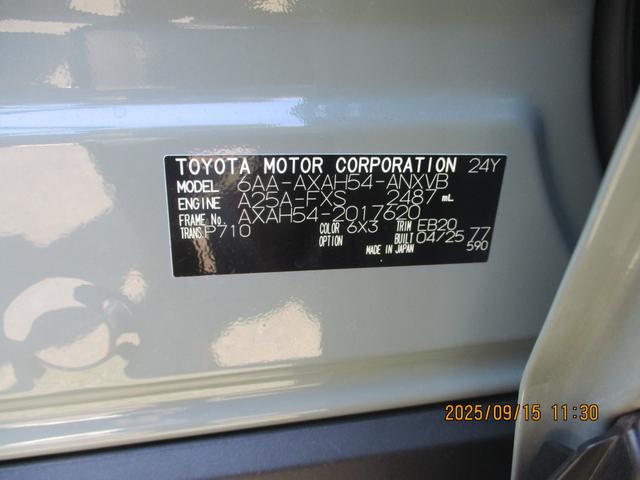 TOYOTA MOTOR CORPORATION 24Y
MODEL 6AA-AXAH54-ANXVB
ENGINE A25A-FXS 2487 mL
FRAME No. AXAH54-2017620
TRANS. P710 COLOR 6X3 TRIM EB20
OPTION BUILT 04/25 77
MADE IN JAPAN 590
2025/09/15 11:30